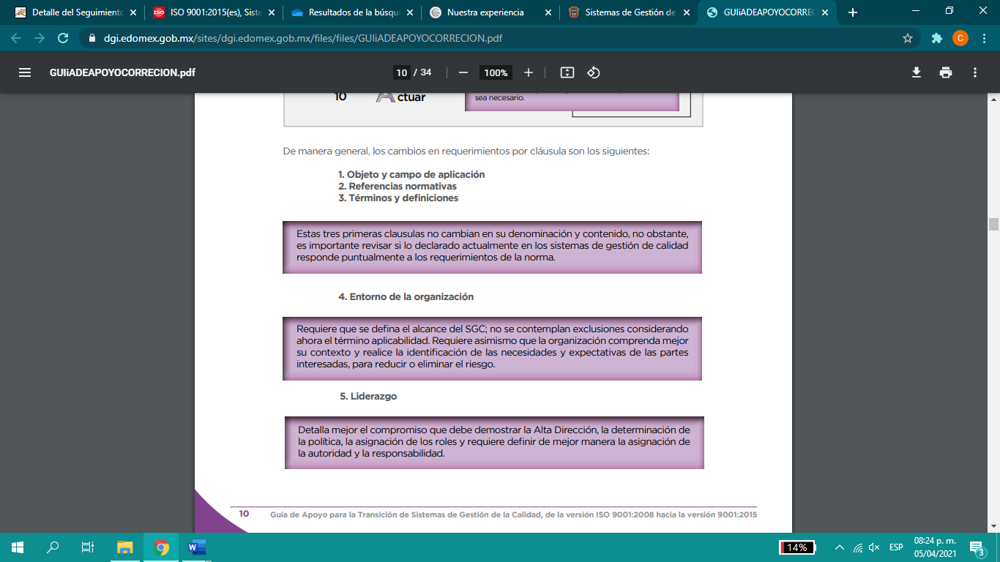 Detalle del Seguimiento
ISO 9001:2015(es), Siste
Resultados de la búsqu
Nuestra experiencia
Sistemas de Gestión de
GUIiADEAPOYOCORREC
dgi.edomex.gob.mx/sites/dgi.edomex.gob.mx/files/files/GUIiADEAPOYOCORRECION.pdf
C
GUIiADEAPOYOCORRECION.pdf
10 / 34
100%
10 Actuar
sea necesario.
De manera general, los cambios en requerimientos por cláusula son los siguientes:
1. Objeto y campo de aplicación
2. Referencias normativas
3. Términos y definiciones
Estas tres primeras clausulas no cambian en su denominación y contenido, no obstante,
es importante revisar si lo declarado actualmente en los sistemas de gestión de calidad
responde puntualmente a los requerimientos de la norma.
4. Entorno de la organización
Requiere que se defina el alcance del SGC; no se contemplan exclusiones considerando
ahora el término aplicabilidad. Requiere asimismo que la organización comprenda mejor
su contexto y realice la identificación de las necesidades y expectativas de las partes
interesadas, para reducir o eliminar el riesgo.
5. Liderazgo
Detalla mejor el compromiso que debe demostrar la Alta Dirección, la determinación de
la política, la asignación de los roles y requiere definir de mejor manera la asignación de
la autoridad y la responsabilidad.
10 Guía de Apoyo para la Transición de Sistemas de Gestión de la Calidad, de la versión ISO 9001:2008 hacia la versión 9001:2015
14%
ESP
08:24 p. m.
05/04/2021
3